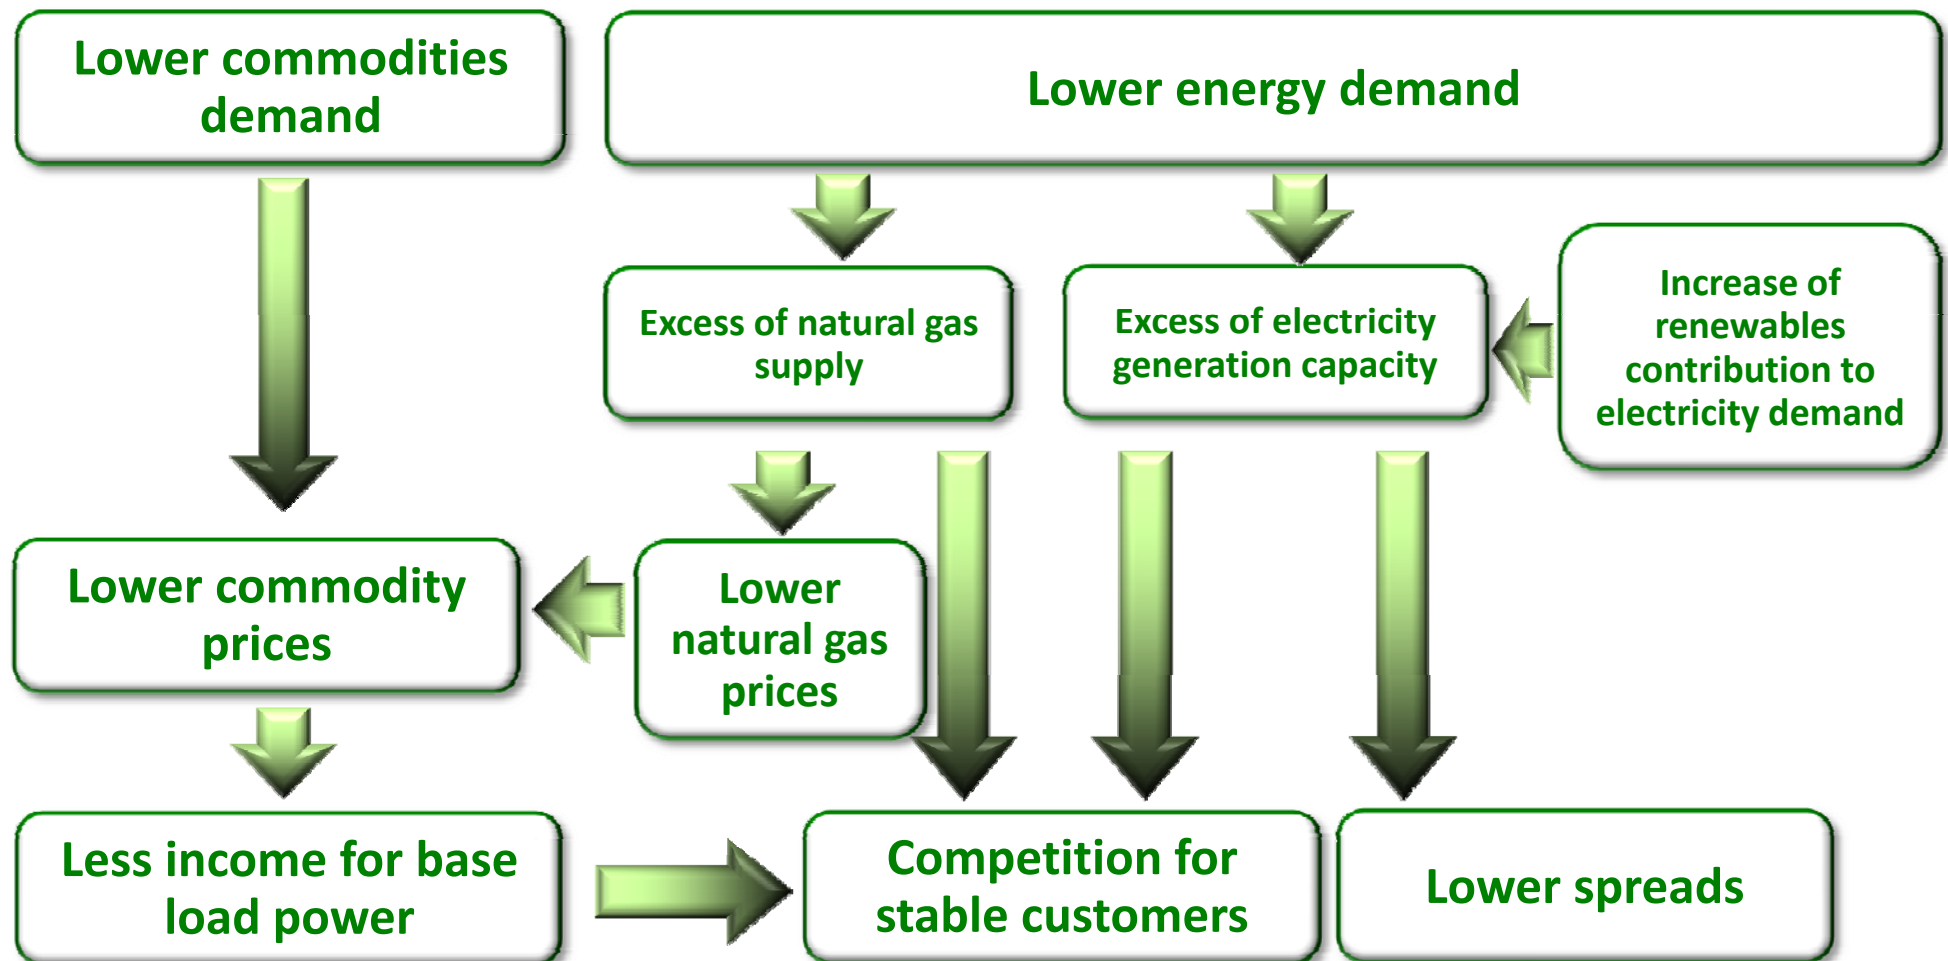 Lower commodities
demand
Lower energy demand
Excess of natural gas
supply
Excess of electricity
generation capacity
Increase of
renewables
contribution to
electricity demand
Lower commodity
prices
Lower
natural gas
prices
Less income for base
load power
Competition for
stable customers
Lower spreads